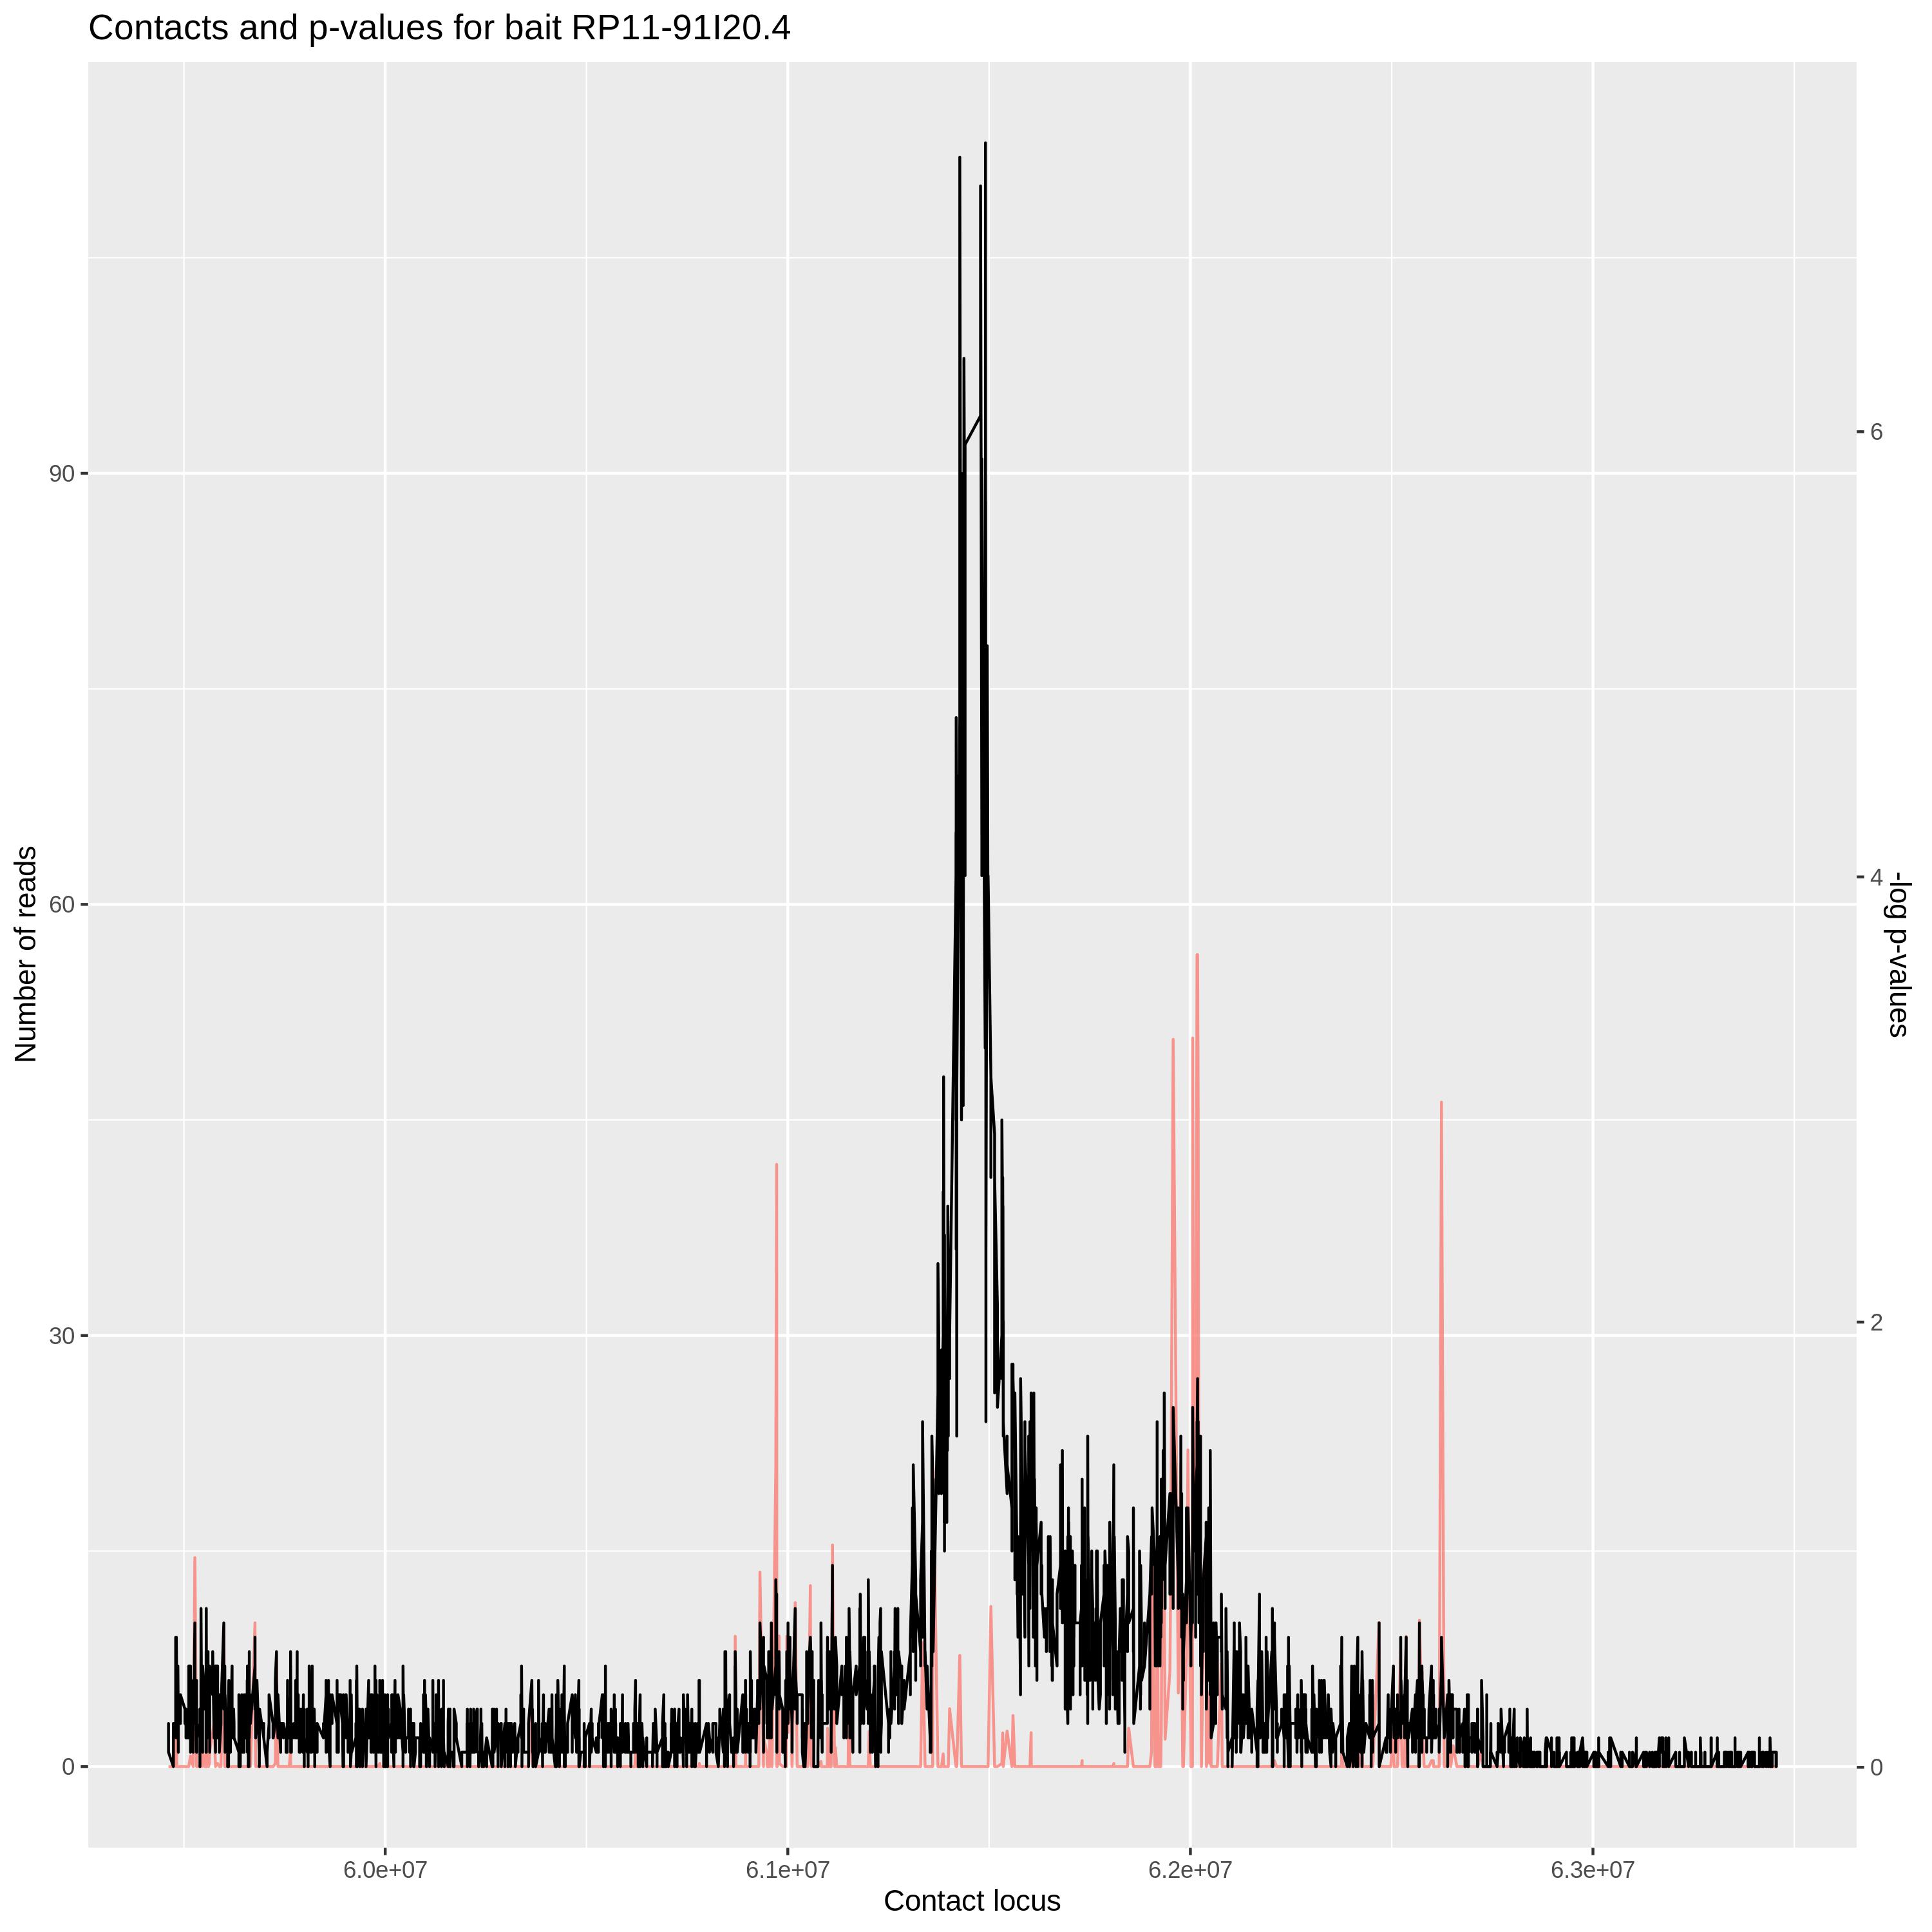 Contacts and p-values for bait RP11-91I20.4
90
60
30
0
Number of reads
6
4
2
0
-log p-values
6.0e+07
6.1e+07
6.2e+07
6.3e+07
Contact locus